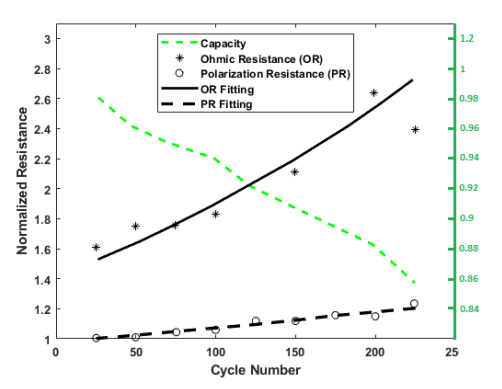 Capacity
Ohmic Resistance (OR)
Polarization Resistance (PR)
OR Fitting
PR Fitting
Normalized Resistance
3
2.8
2.6
2.4
2.2
2
1.8
1.6
1.4
1.2
1
1.2
1
0.98
0.96
0.94
0.92
0.9
0.88
0.86
0.84
0 50 100 150 200 25
Cycle Number